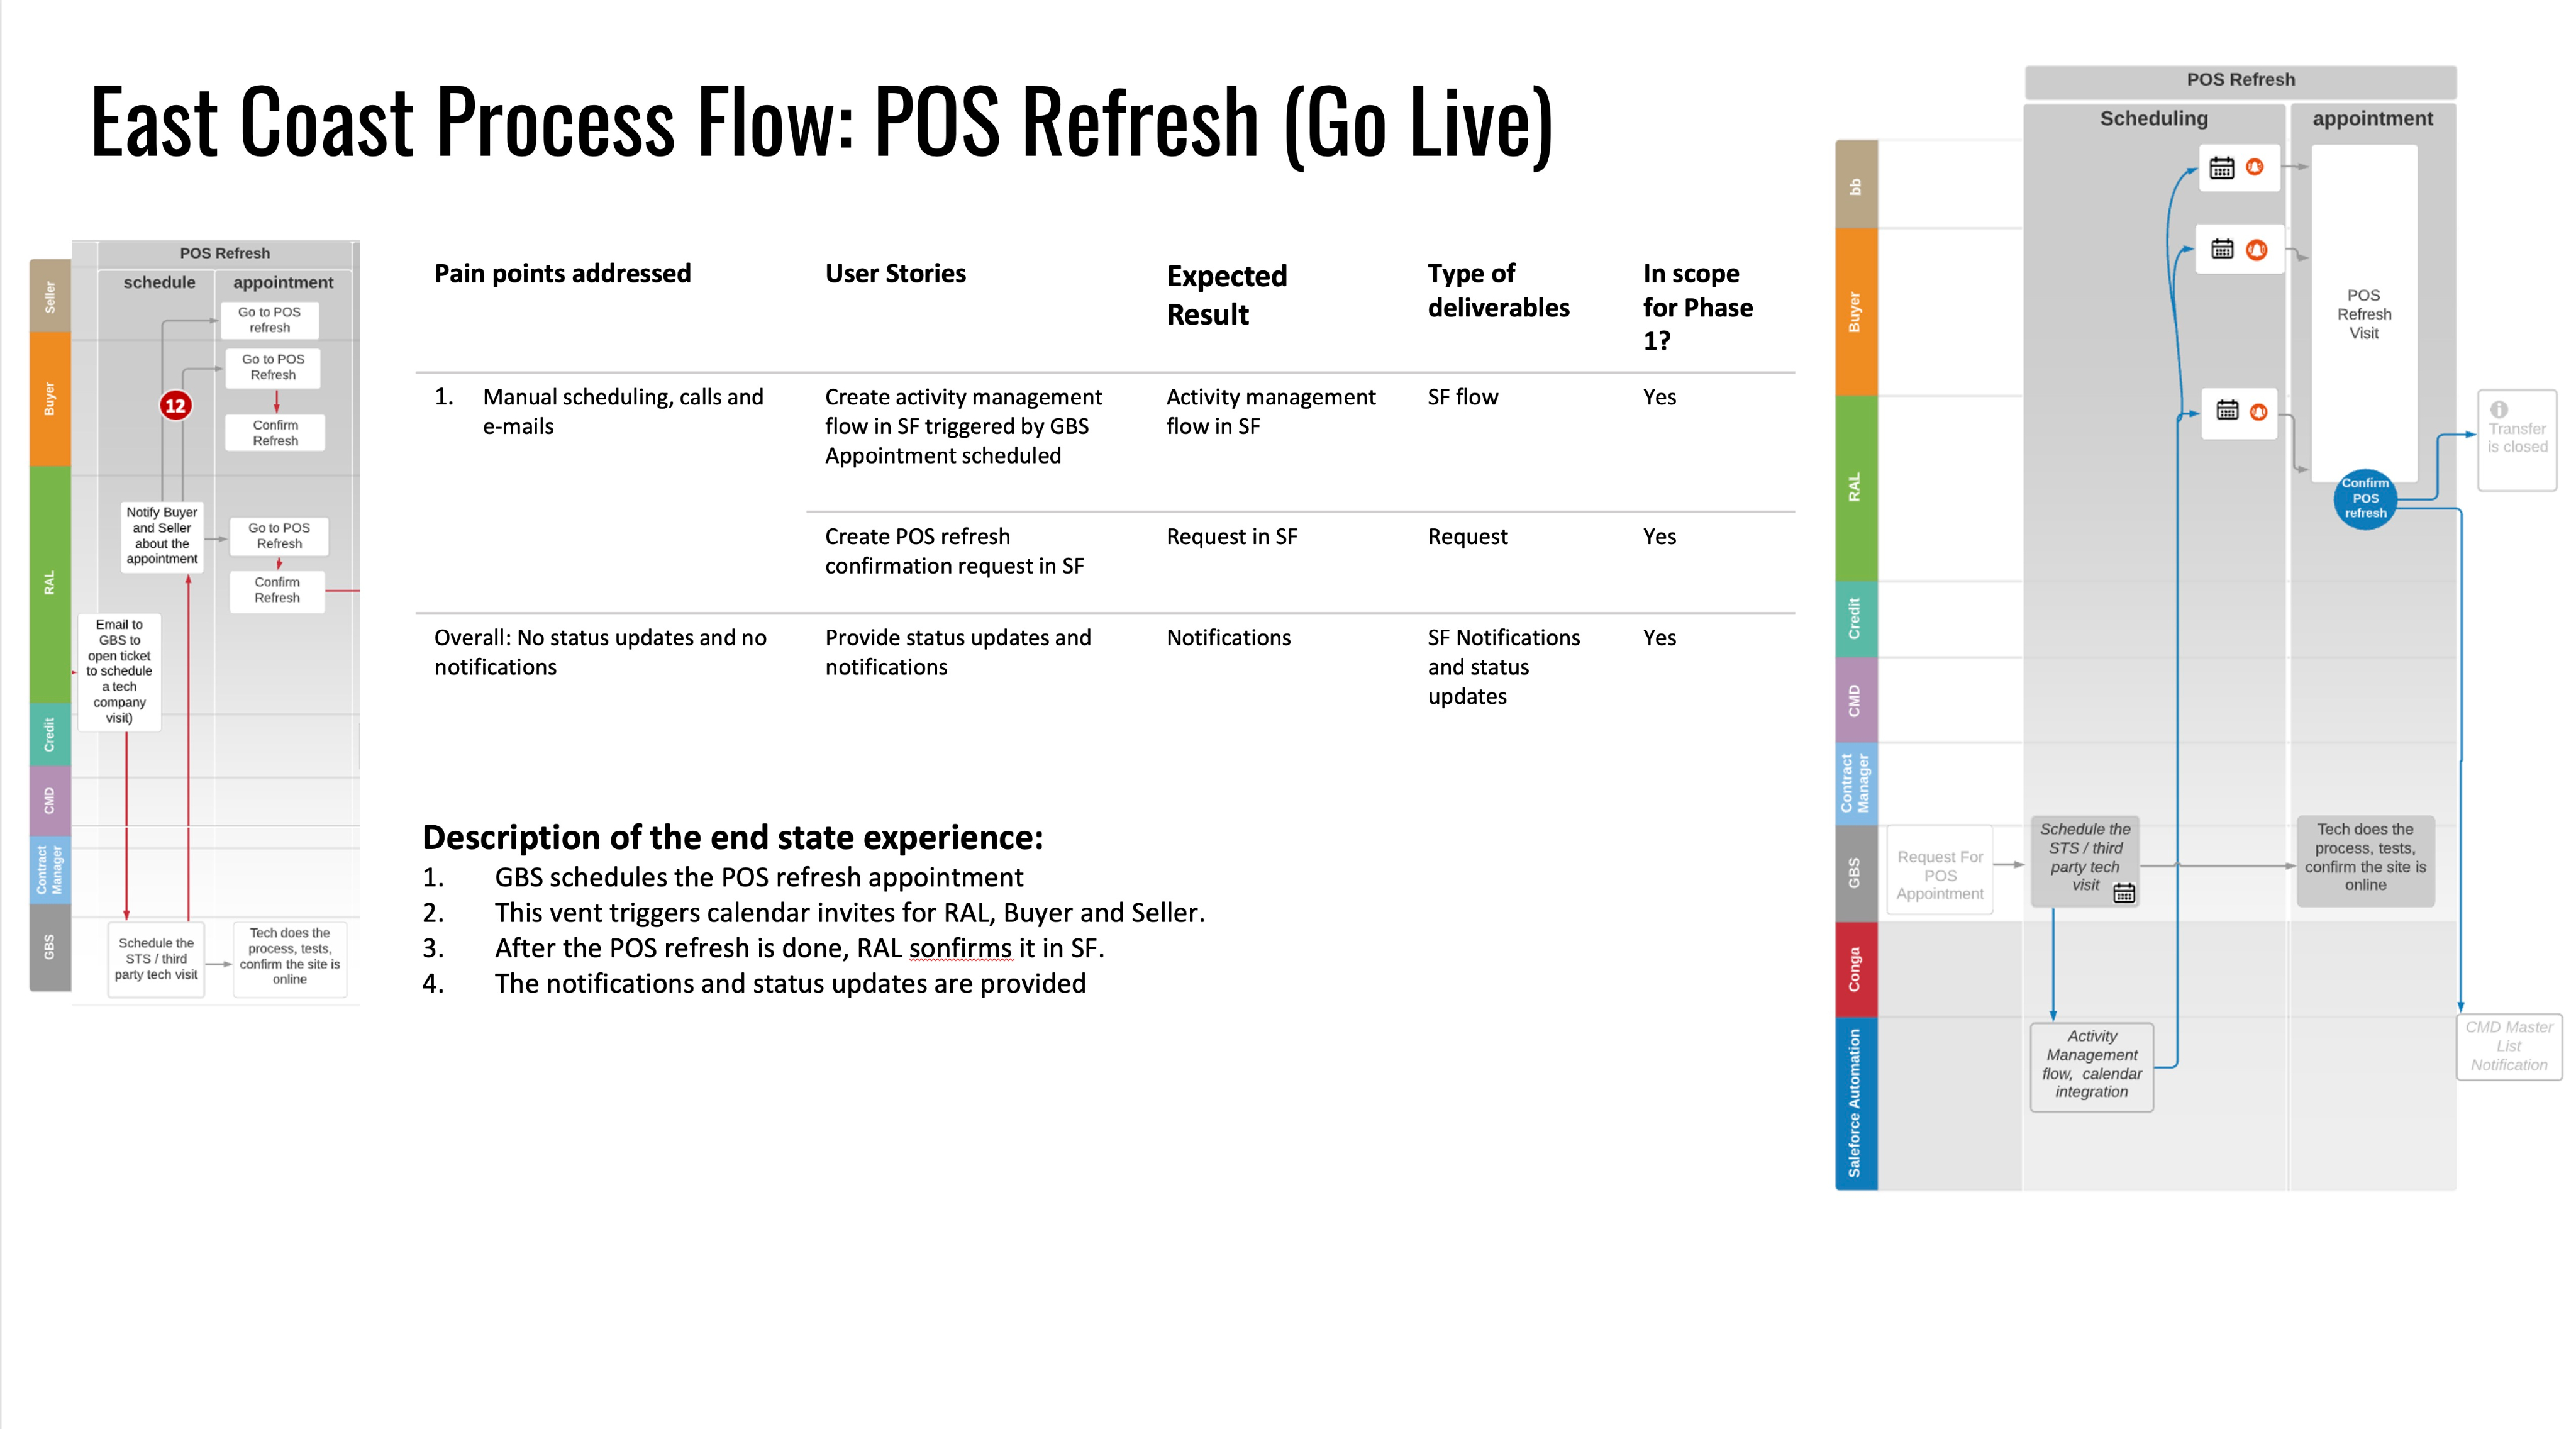 East Coast Process Flow: POS Refresh (Go Live)
POS Refresh
schedule
appointment
Seller
Buyer
RAL
Credit
CMD
Contract
Manager
GBS
Go to POS
refresh
Go to POS
Refresh
12
Confirm
Refresh
Notify Buyer
and Seller
about the
appointment
Go to POS
Refresh
Confirm
Refresh
Email to
GBS to
open ticket
to schedule
a tech
company
visit)
Schedule the
STS / third
party tech visit
Tech does the
process, tests,
confirm the site is
online
Pain points addressed
User Stories
Expected
Result
Type of
deliverables
In scope
for Phase
1?
1. Manual scheduling, calls and
e-mails
Create activity management
flow in SF triggered by GBS
Appointment scheduled
Activity management
flow in SF
SF flow
Yes
Create POS refresh
confirmation request in SF
Request in SF
Request
Yes
Overall: No status updates and no
notifications
Provide status updates and
notifications
Notifications
SF Notifications
and status
updates
Yes
Description of the end state experience:
1. GBS schedules the POS refresh appointment
2. This vent triggers calendar invites for RAL, Buyer and Seller.
3. After the POS refresh is done, RAL sonfirms it in SF.
4. The notifications and status updates are provided
POS Refresh
Scheduling
appointment
bb
Buyer
RAL
Credit
CMD
Contract
Manager
GBS
Conga
Saleforce Automation
POS
Refresh
Visit
Confirm
POS
refresh
Transfer
is closed
Request For
POS
Appointment
Schedule the
STS / third
party tech
visit
Tech does the
process, tests,
confirm the site is
online
Activity
Management
flow, calendar
integration
CMD Master
List
Notification